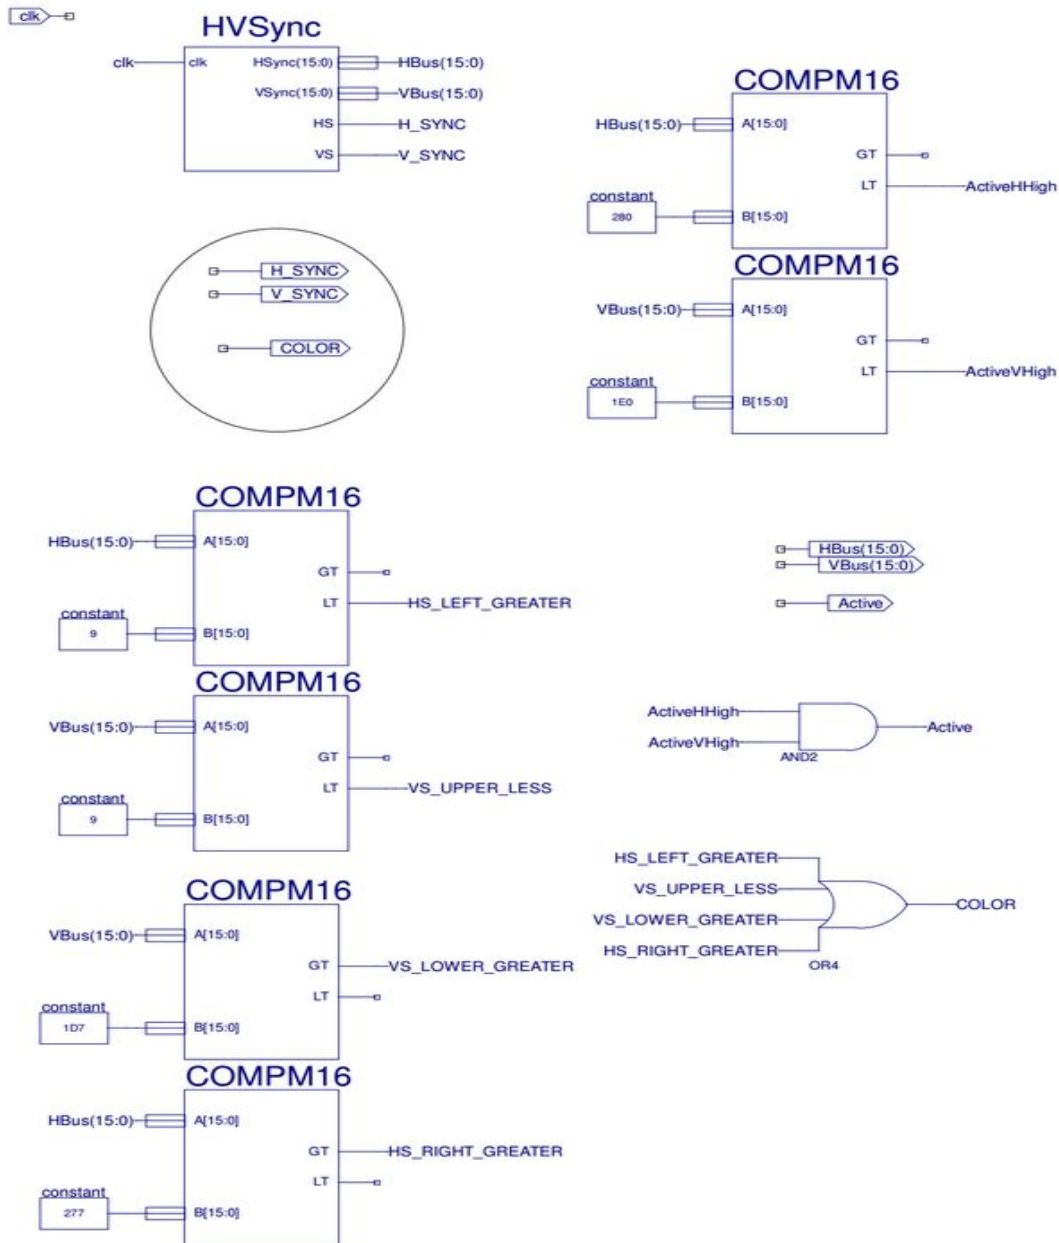 clk
HVSync
clk
clk
HSync(15:0)
HBus(15:0)
VSync(15:0)
VBus(15:0)
HS
H_SYNC
VS
V_SYNC
COMPM16
HBus(15:0)
A[15:0]
GT
LT
ActiveHHigh
constant
280
B[15:0]
H_SYNC
V_SYNC
COLOR
COMPM16
VBus(15:0)
A[15:0]
GT
LT
ActiveVHigh
constant
1E0
B[15:0]
COMPM16
HBus(15:0)
A[15:0]
GT
LT
HS_LEFT_GREATER
constant
9
B[15:0]
HBus(15:0)
VBus(15:0)
Active
COMPM16
VBus(15:0)
A[15:0]
GT
LT
VS_UPPER_LESS
constant
9
B[15:0]
ActiveHHigh
ActiveVHigh
Active
AND2
HS_LEFT_GREATER
VS_UPPER_LESS
VS_LOWER_GREATER
HS_RIGHT_GREATER
COLOR
OR4
COMPM16
VBus(15:0)
A[15:0]
GT
VS_LOWER_GREATER
LT
constant
1D7
B[15:0]
COMPM16
HBus(15:0)
A[15:0]
GT
HS_RIGHT_GREATER
LT
constant
277
B[15:0]